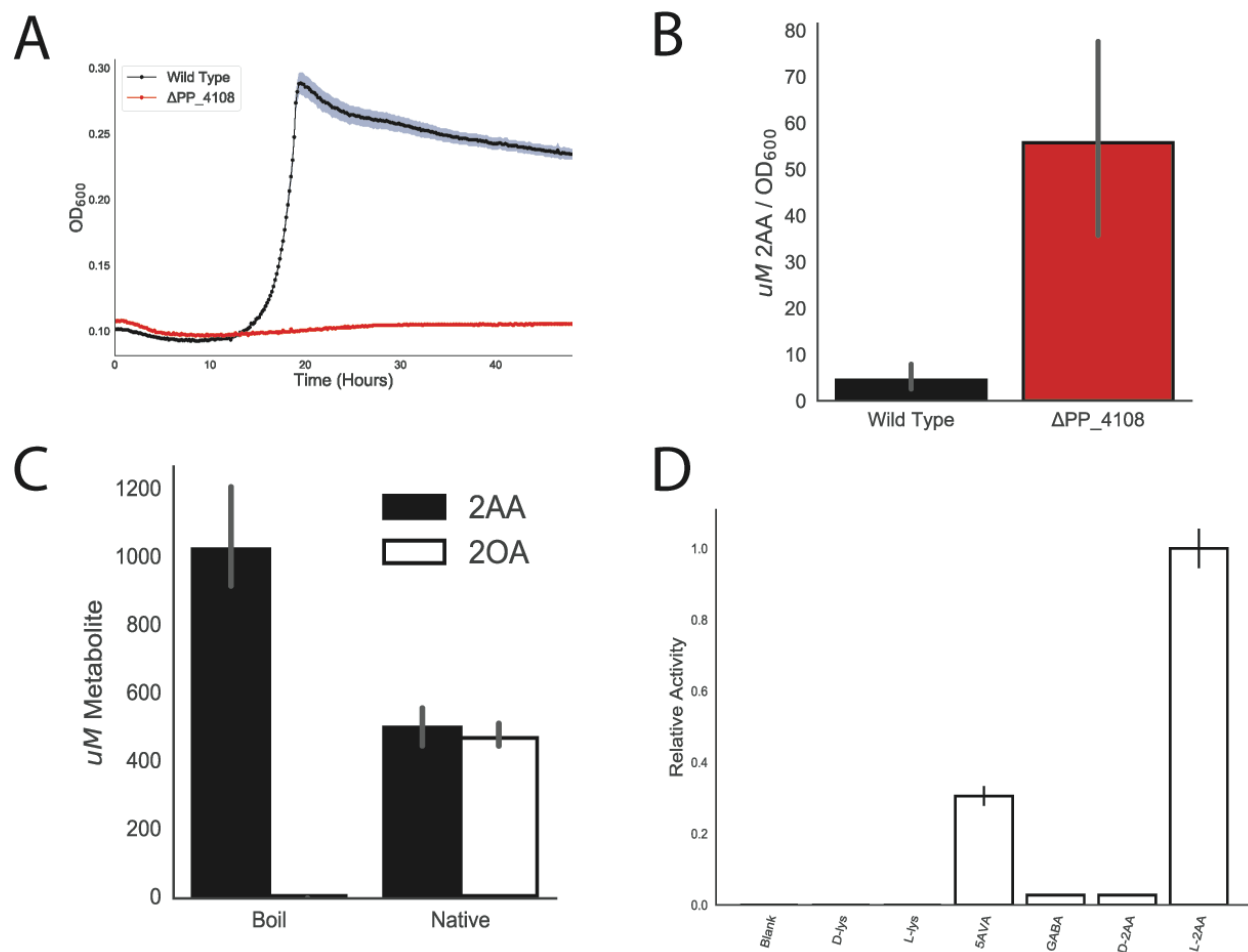 A
0.30
0.25
0.20
0.15
0.10
OD600
Wild Type
ΔPP_4108
0
10
20
30
40
Time (Hours)
B
80
70
60
50
40
30
20
10
0
uM 2AA / OD600
Wild Type
ΔPP_4108
C
1200
1000
800
600
400
200
0
uM Metabolite
2AA
2OA
Boil
Native
D
1.0
0.8
0.6
0.4
0.2
0.0
Relative Activity
Blank
D-lys
L-lys
5AVA
GABA
D-2AA
L-2AA